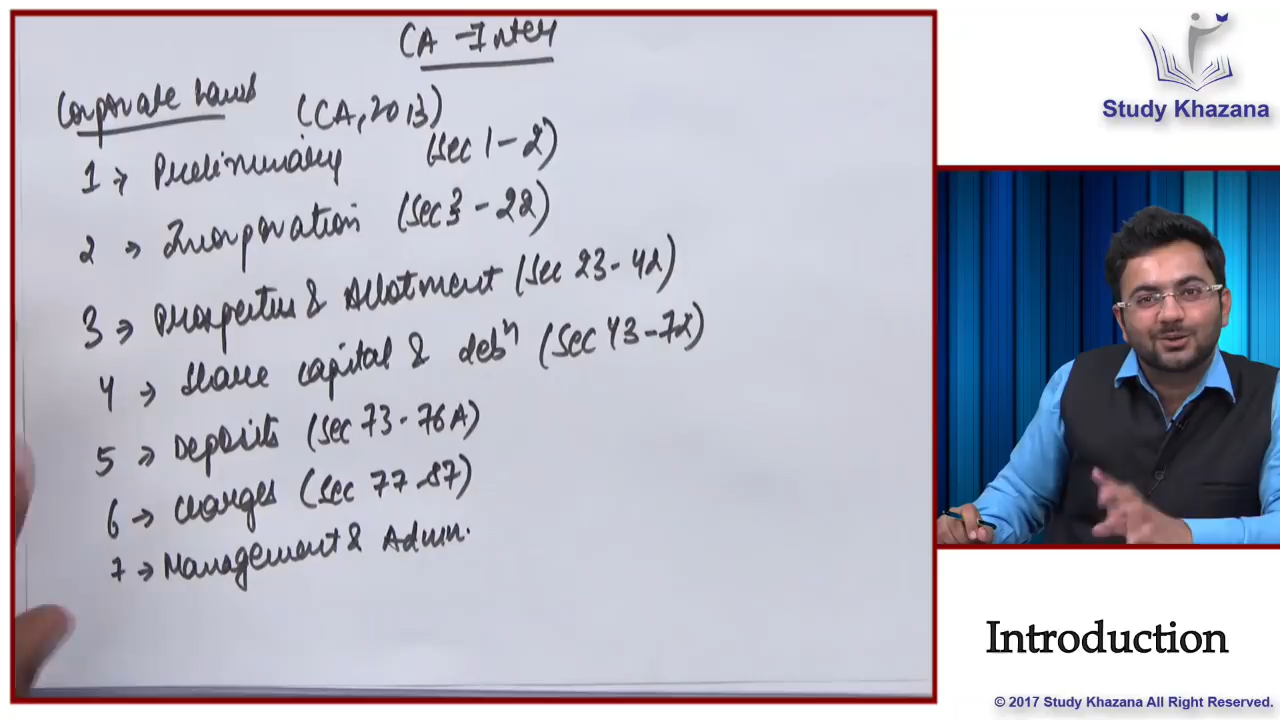 CA - Inter
Corporate Laws (CA, 2013)
1 → Preliminary (Sec 1 - 2)
2 → Incorporation (Sec 3 - 22)
3 → Prospectus & Allotment (Sec 23 - 42)
4 → Share capital & debⁿ (Sec 43 - 72)
5 → Deposits (Sec 73 - 76A)
6 → Charges (Sec 77 - 87)
7 → Management & Admn.
Study Khazana
Introduction
© 2017 Study Khazana All Right Reserved.